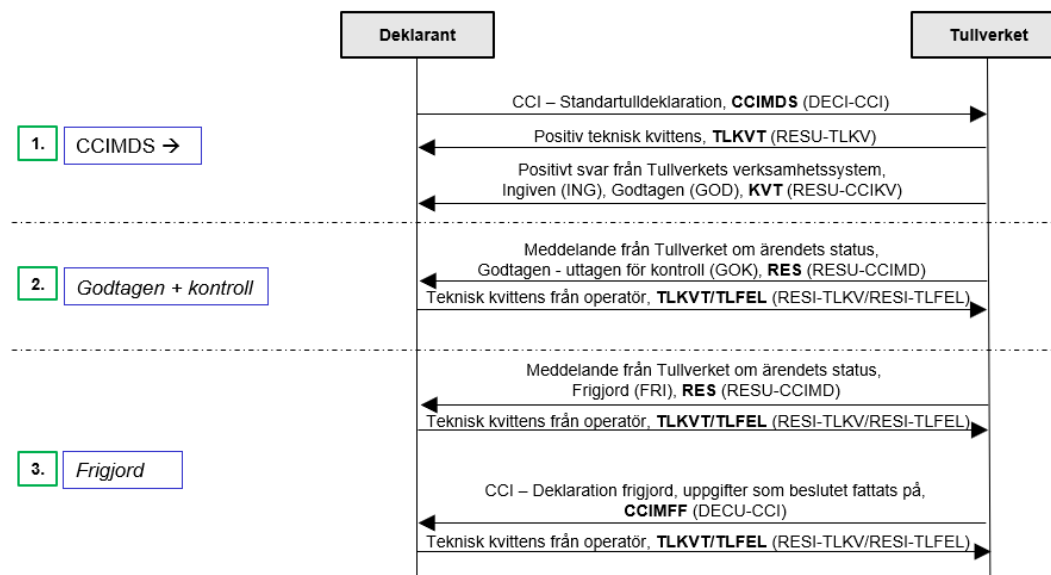 Deklarant
Tullverket
CCI – Standartulldeklaration, CCIMDS (DECI-CCI)
1.
CCIMDS →
Positiv teknisk kvittens, TLKVT (RESU-TLKV)
Positivt svar från Tullverkets verksamhetssystem,
Ingiven (ING), Godtagen (GOD), KVT (RESU-CCIKV)
2.
Godtagen + kontroll
Meddelande från Tullverket om ärendets status,
Godtagen - uttagen för kontroll (GOK), RES (RESU-CCIMD)
Teknisk kvittens från operatör, TLKVT/TLFEL (RESI-TLKV/RESI-TLFEL)
Meddelande från Tullverket om ärendets status,
Frigjord (FRI), RES (RESU-CCIMD)
Teknisk kvittens från operatör, TLKVT/TLFEL (RESI-TLKV/RESI-TLFEL)
3.
Frigjord
CCI – Deklaration frigjord, uppgifter som beslutet fattats på,
CCIMFF (DECU-CCI)
Teknisk kvittens från operatör, TLKVT/TLFEL (RESI-TLKV/RESI-TLFEL)